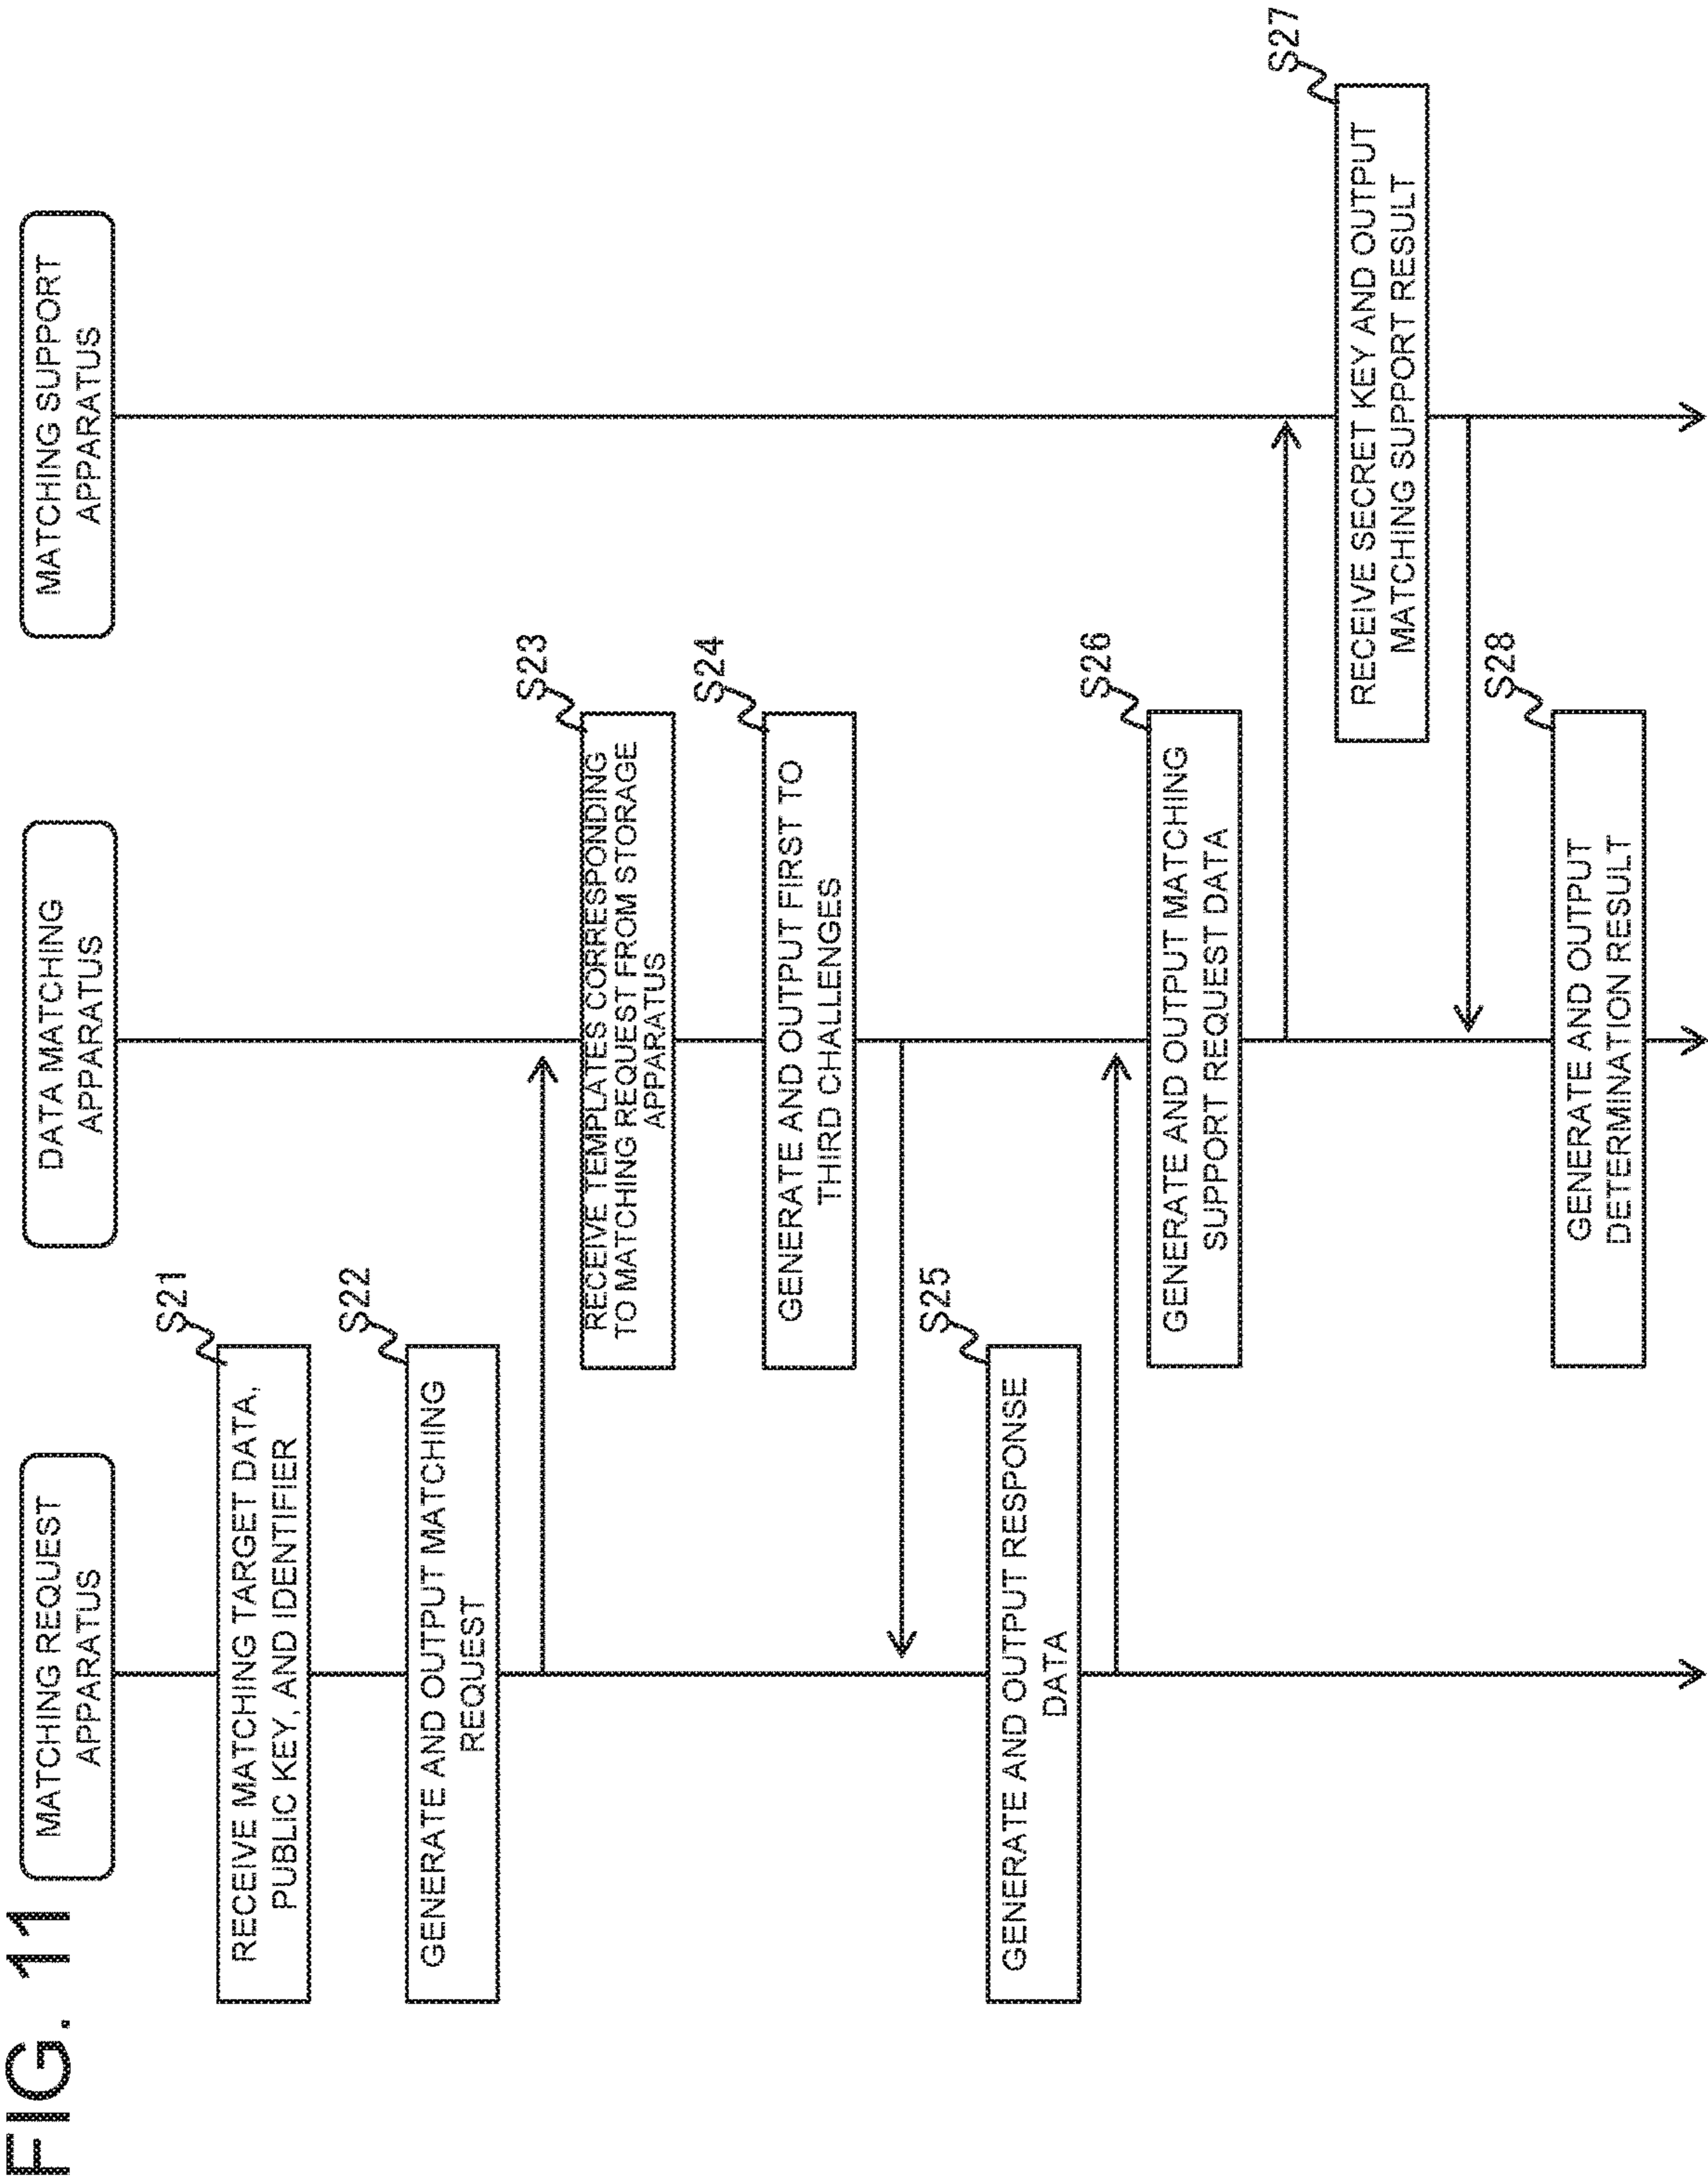 FIG. 11
MATCHING REQUEST
APPARATUS
DATA MATCHING
APPARATUS
MATCHING SUPPORT
APPARATUS
S21
RECEIVE MATCHING TARGET DATA,
PUBLIC KEY, AND IDENTIFIER
S22
GENERATE AND OUTPUT MATCHING
REQUEST
S23
RECEIVE TEMPLATES CORRESPONDING
TO MATCHING REQUEST FROM STORAGE
APPARATUS
S24
GENERATE AND OUTPUT FIRST TO
THIRD CHALLENGES
S25
GENERATE AND OUTPUT RESPONSE
DATA
S26
GENERATE AND OUTPUT MATCHING
SUPPORT REQUEST DATA
S27
RECEIVE SECRET KEY AND OUTPUT
MATCHING SUPPORT RESULT
S28
GENERATE AND OUTPUT
DETERMINATION RESULT